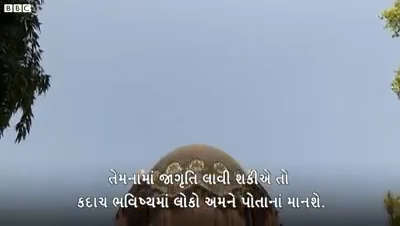 BBC
તેમનામાં જાગૃતિ લાવી શકીએ તો
કદાચ ભવિષ્યમાં લોકો અમને પોતાનાં માનશે.